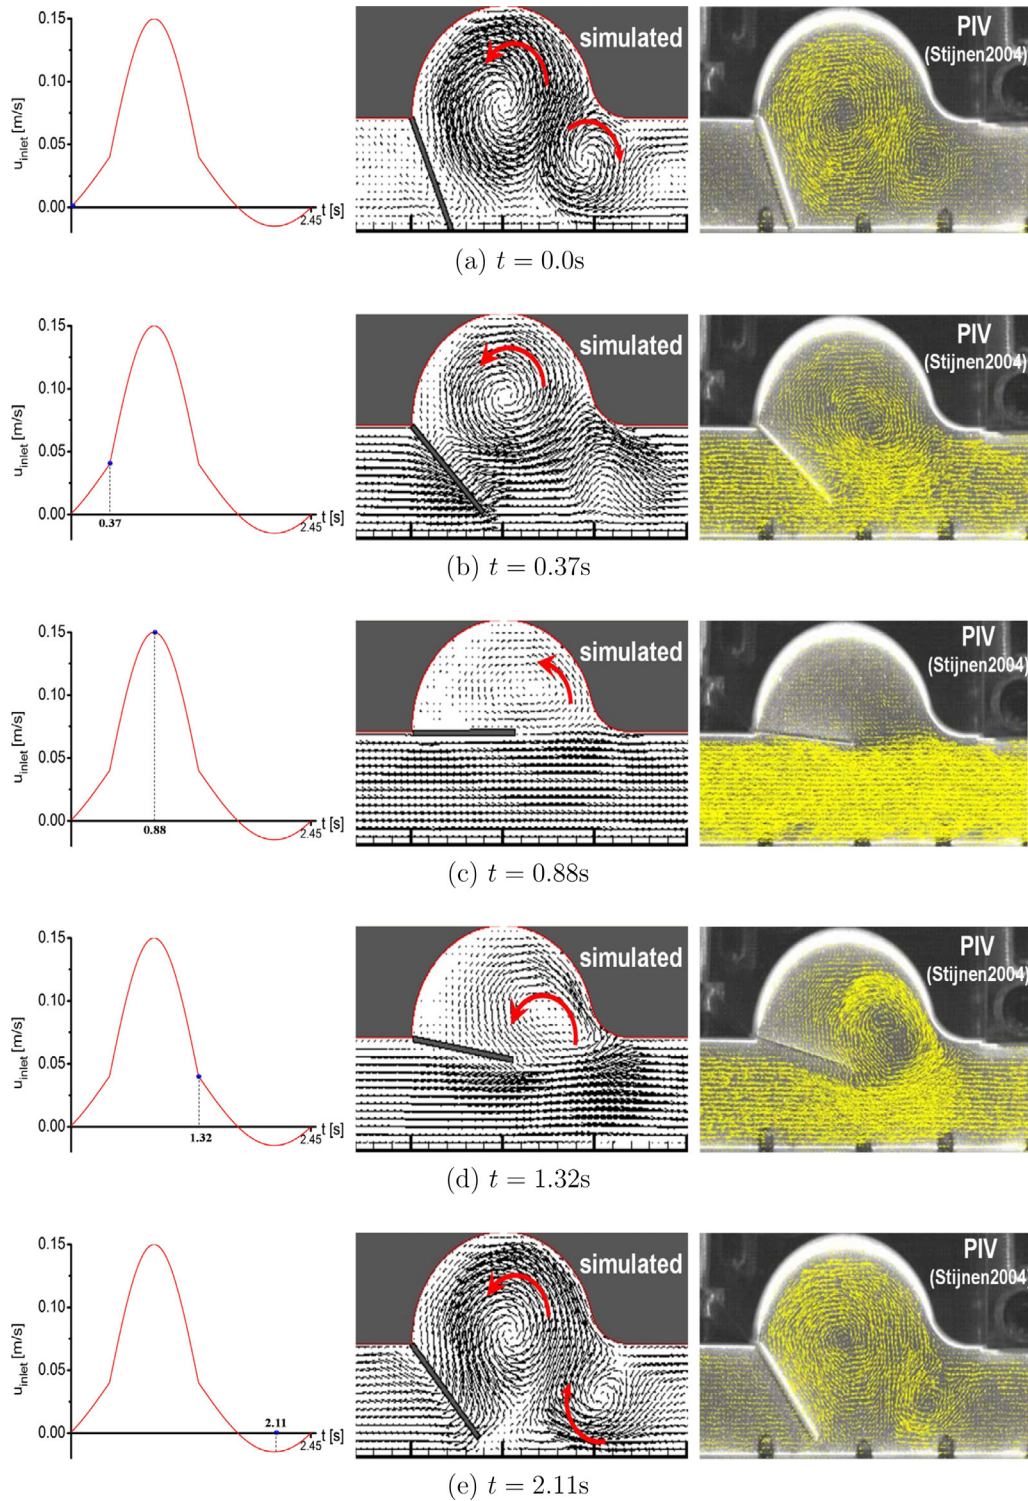 0.15
0.10
0.05
0.00
u_inlet [m/s]
t [s]
2.45
simulated
PIV
(Stijnen2004)
(a) t = 0.0s
0.15
0.10
0.05
0.00
u_inlet [m/s]
0.37
t [s]
2.45
simulated
PIV
(Stijnen2004)
(b) t = 0.37s
0.15
0.10
0.05
0.00
u_inlet [m/s]
0.88
t [s]
2.45
simulated
PIV
(Stijnen2004)
(c) t = 0.88s
0.15
0.10
0.05
0.00
u_inlet [m/s]
1.32
t [s]
2.45
simulated
PIV
(Stijnen2004)
(d) t = 1.32s
0.15
0.10
0.05
0.00
u_inlet [m/s]
2.11
t [s]
2.45
simulated
PIV
(Stijnen2004)
(e) t = 2.11s